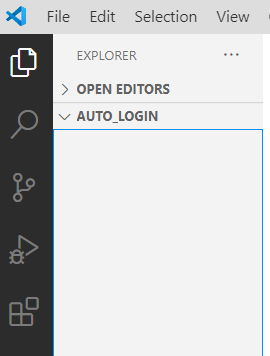 File Edit Selection View
EXPLORER ...
OPEN EDITORS
AUTO_LOGIN